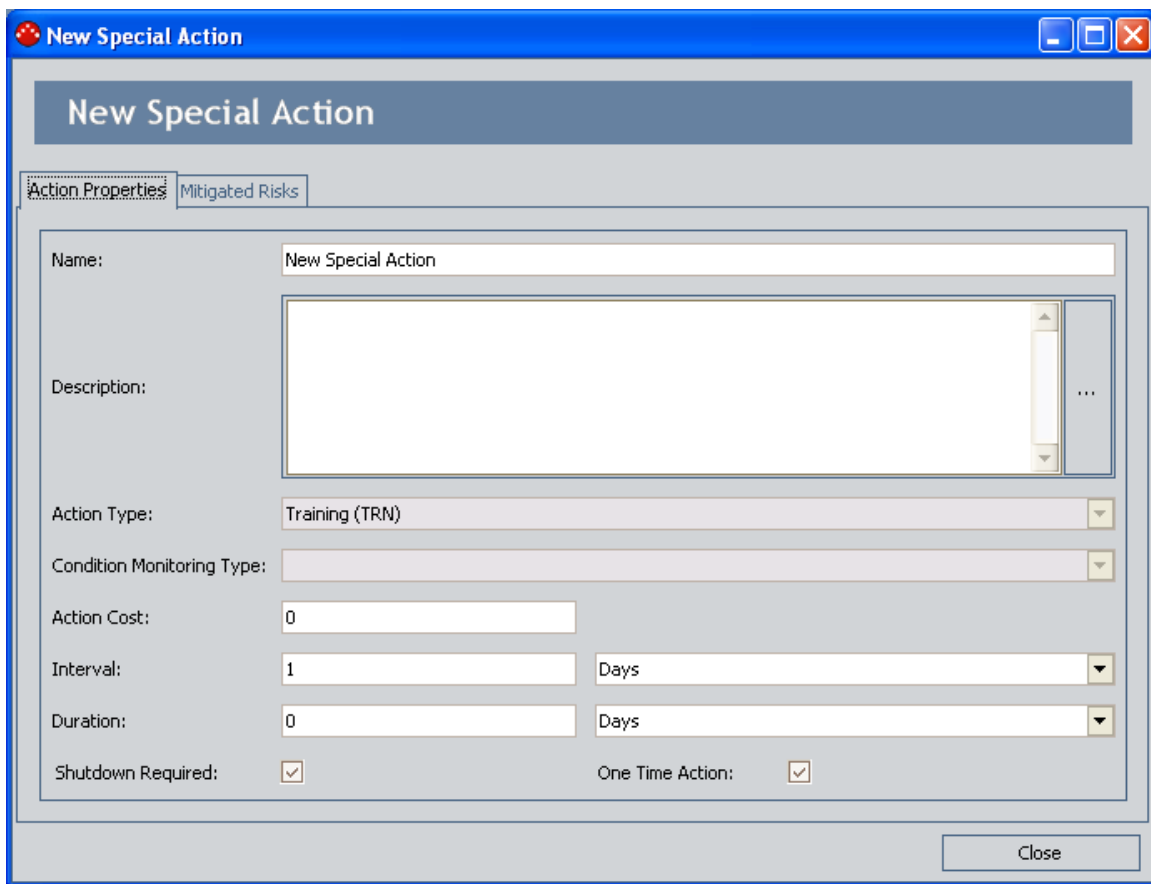 New Special Action
New Special Action
Action Properties Mitigated Risks
Name: New Special Action
Description: ...
Action Type: Training (TRN)
Condition Monitoring Type:
Action Cost: 0
Interval: 1 Days
Duration: 0 Days
Shutdown Required: One Time Action:
Close